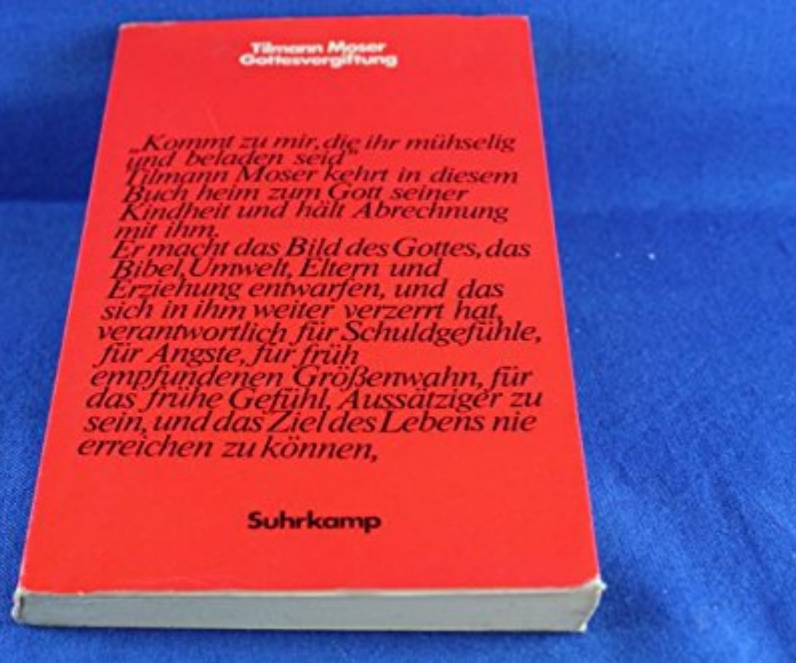 Tilmann Moser
Gottesvergiftung
„Kommt zu mir, die ihr mühselig
und beladen seid"
Tilmann Moser kehrt in diesem
Buch heim zum Gott seiner
Kindheit und hält Abrechnung
mit ihm.
Er macht das Bild des Gottes, das
Bibel, Umwelt, Eltern und
Erziehung entwarfen, und das
sich in ihm weiter verzerrt hat,
verantwortlich für Schuldgefühle,
für Ängste, für früh
empfundenen Größenwahn, für
das frühe Gefühl, Aussätziger zu
sein, und das Ziel des Lebens nie
erreichen zu können,
Suhrkamp